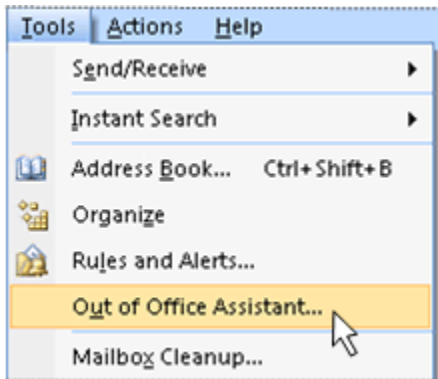 Tools Actions Help
Send/Receive
Instant Search
Address Book... Ctrl+Shift+B
Organize
Rules and Alerts...
Out of Office Assistant...
Mailbox Cleanup...